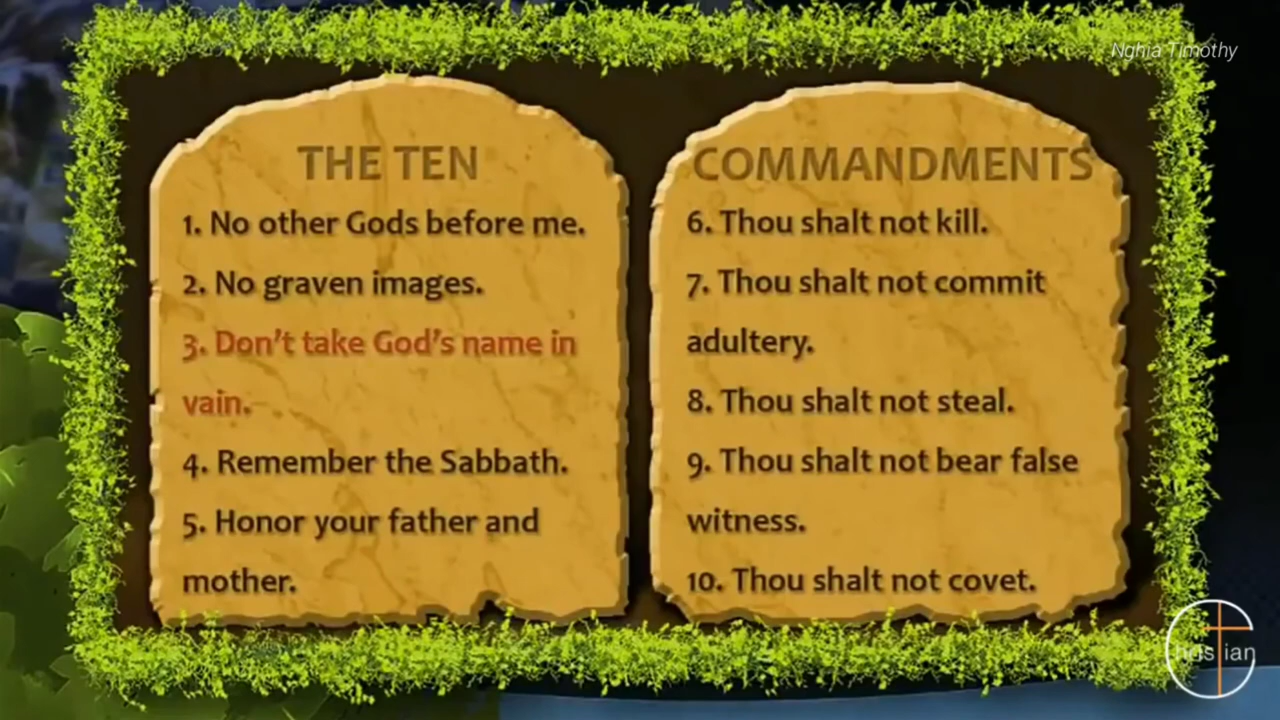 Nghia Timothy
THE TEN
1. No other Gods before me.
2. No graven images.
3. Don't take God's name in
vain.
4. Remember the Sabbath.
5. Honor your father and
mother.
COMMANDMENTS
6. Thou shalt not kill.
7. Thou shalt not commit
adultery.
8. Thou shalt not steal.
9. Thou shalt not bear false
witness.
10. Thou shalt not covet.
Christian